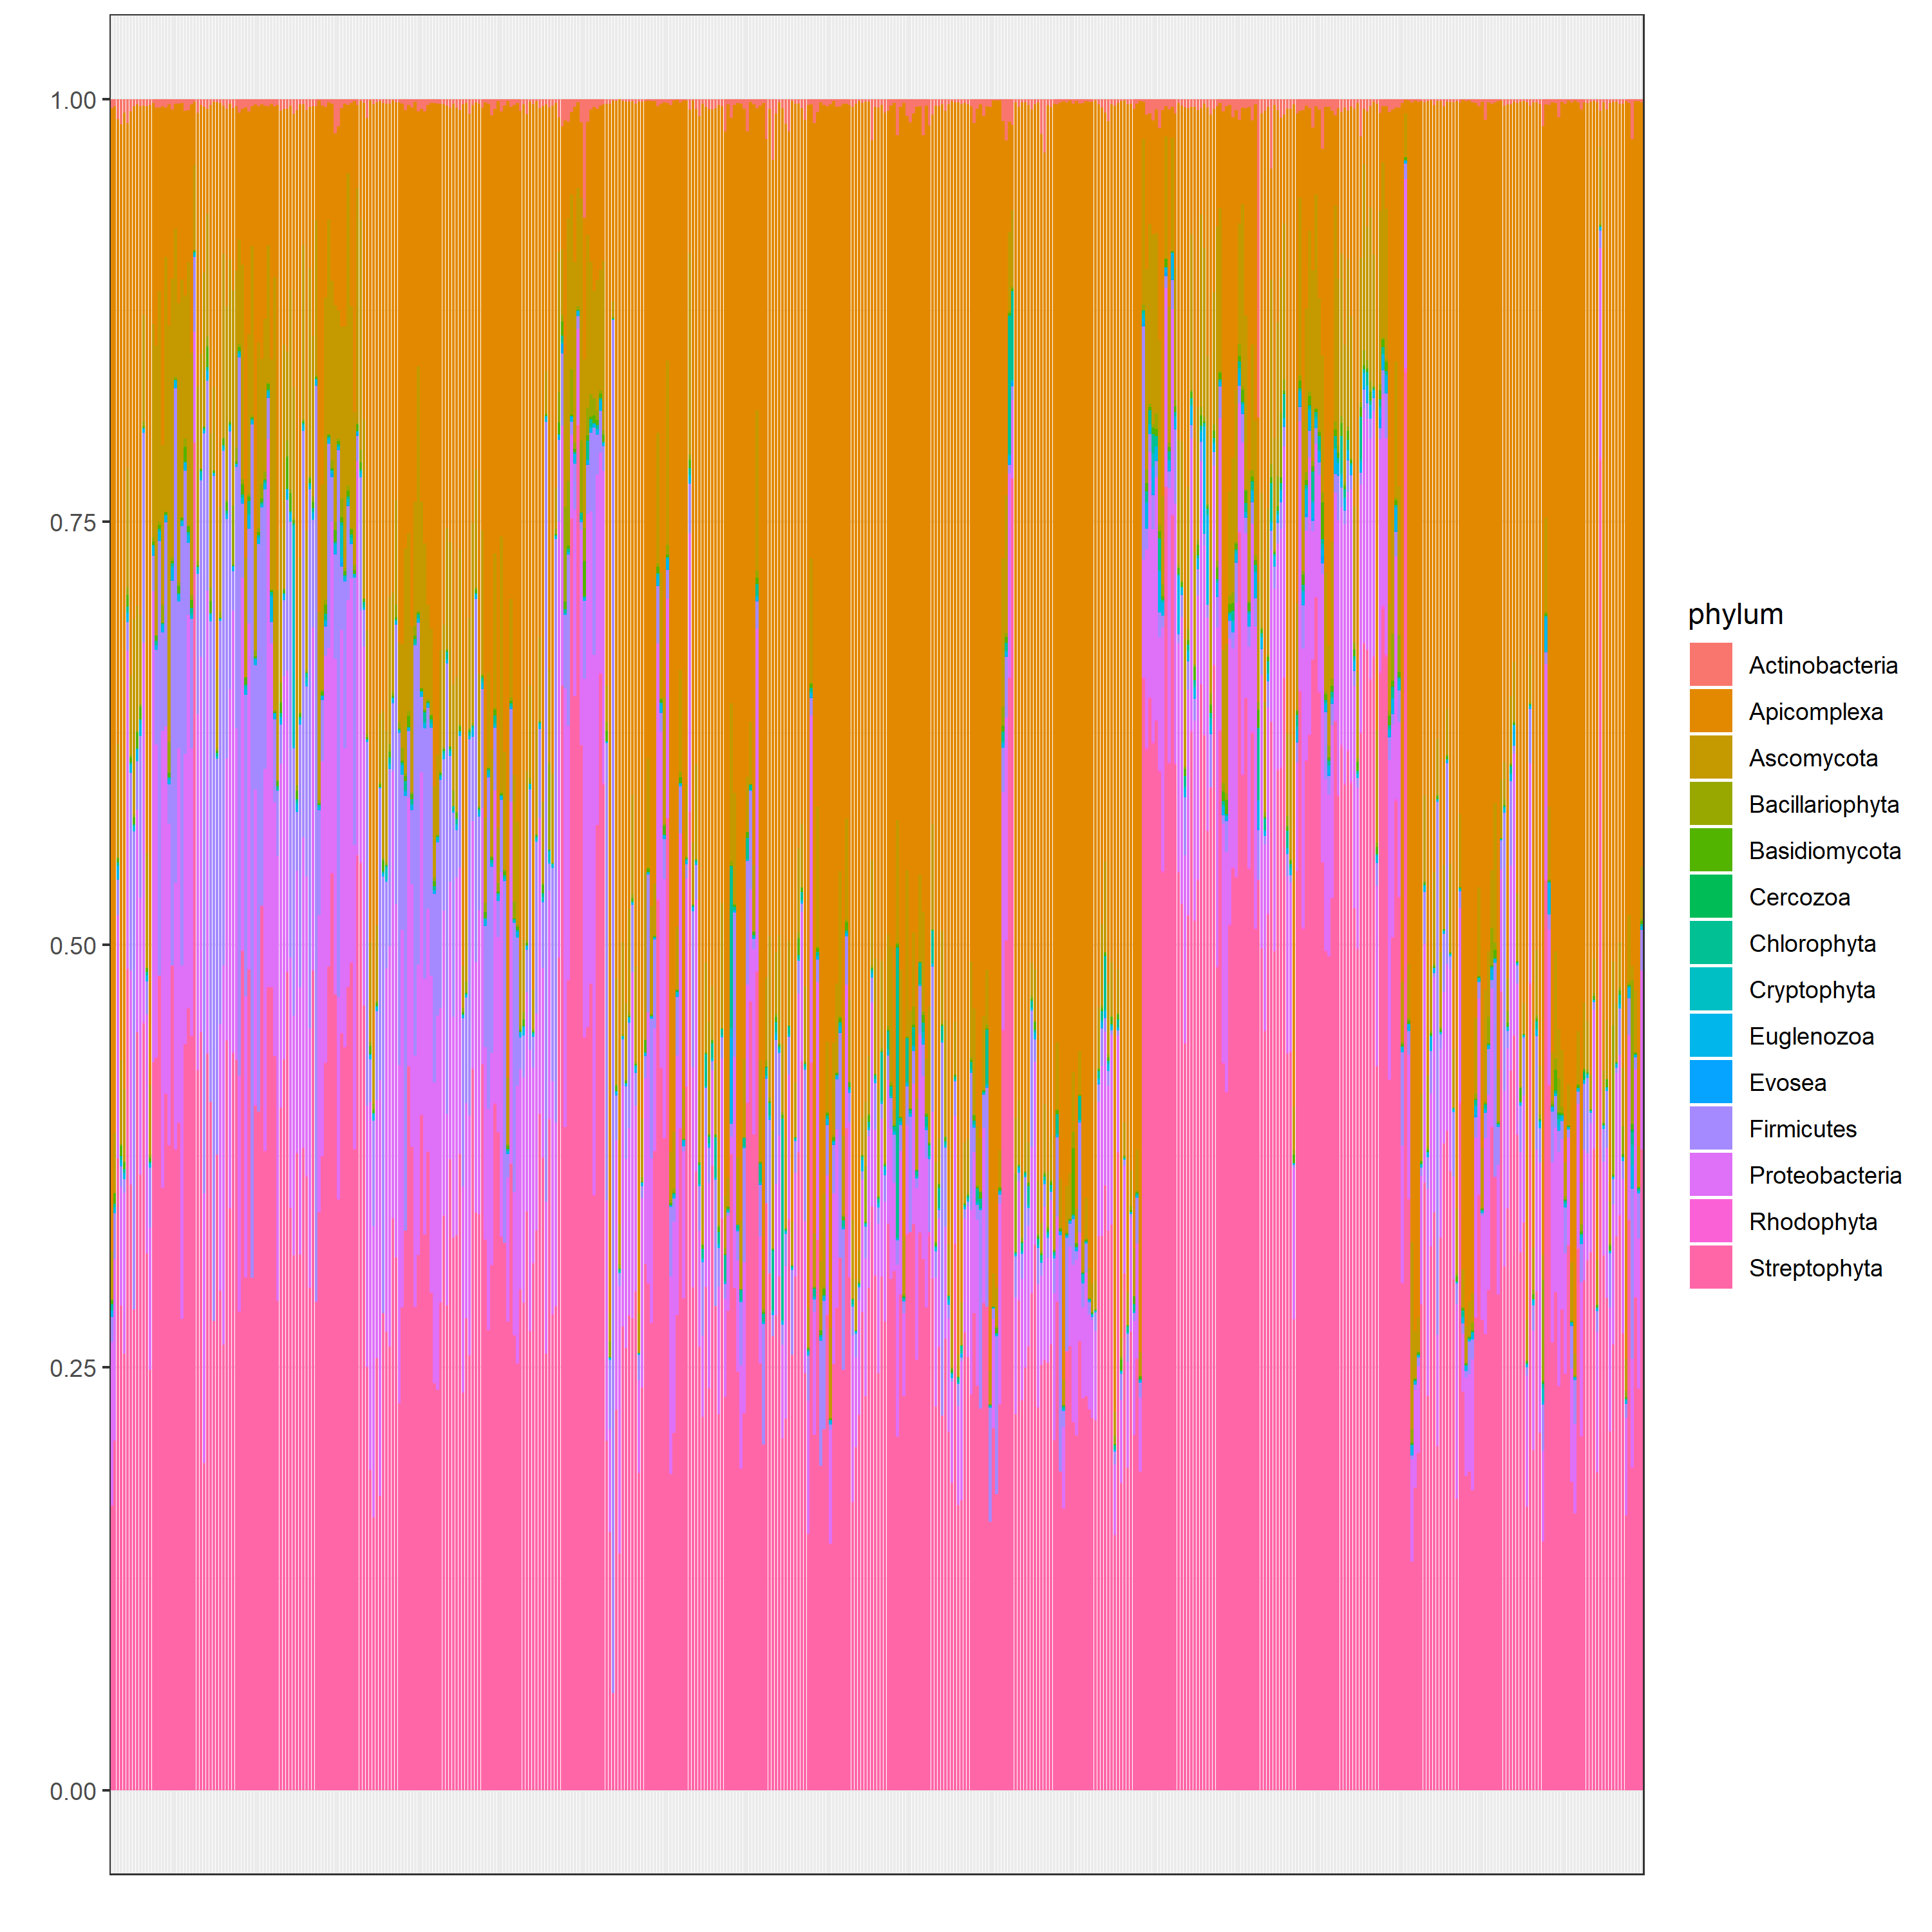 1.00
0.75
0.50
0.25
0.00
phylum
Actinobacteria
Apicomplexa
Ascomycota
Bacillariophyta
Basidiomycota
Cercozoa
Chlorophyta
Cryptophyta
Euglenozoa
Evosea
Firmicutes
Proteobacteria
Rhodophyta
Streptophyta